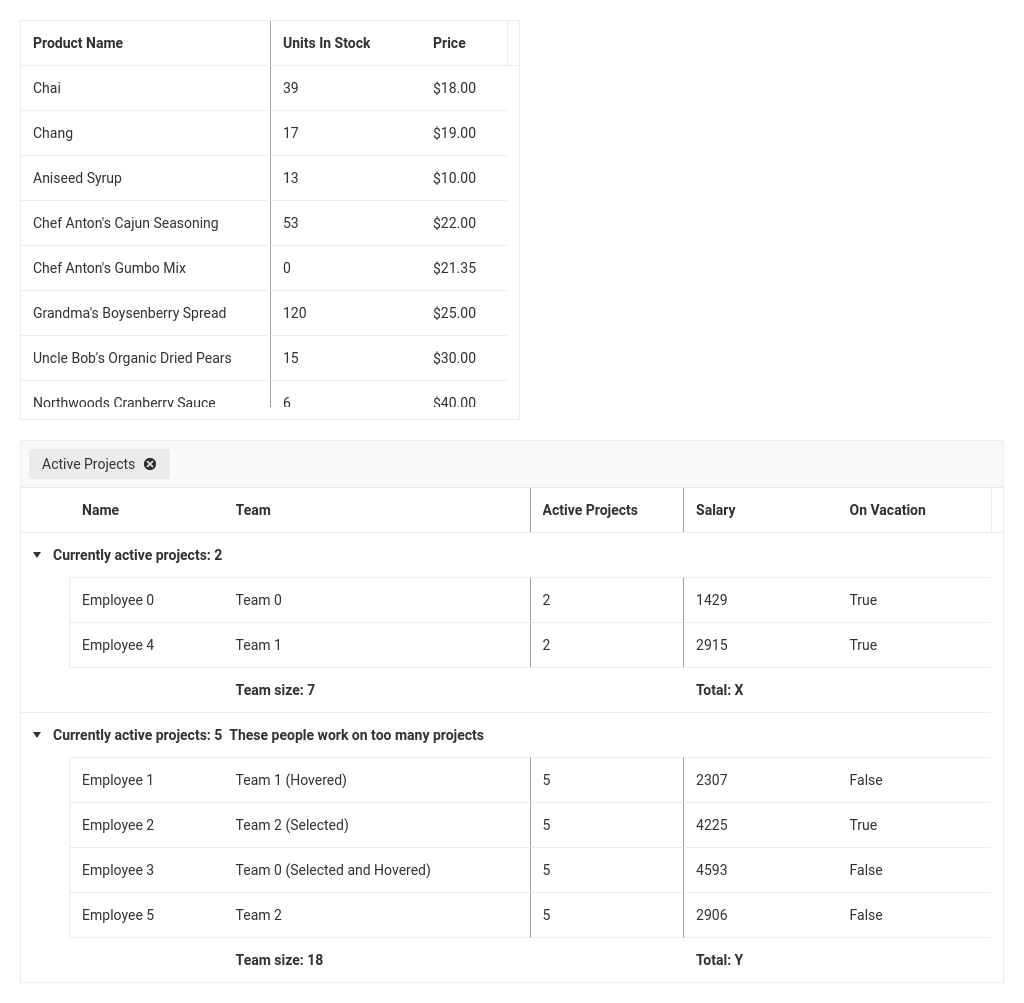 Product Name Units In Stock Price
Chai 39 $18.00
Chang 17 $19.00
Aniseed Syrup 13 $10.00
Chef Anton's Cajun Seasoning 53 $22.00
Chef Anton's Gumbo Mix 0 $21.35
Grandma's Boysenberry Spread 120 $25.00
Uncle Bob's Organic Dried Pears 15 $30.00
Northwoods Cranberry Sauce 6 $40.00
Active Projects
Name Team Active Projects Salary On Vacation
Currently active projects: 2
Employee 0 Team 0 2 1429 True
Employee 4 Team 1 2 2915 True
Team size: 7 Total: X
Currently active projects: 5 These people work on too many projects
Employee 1 Team 1 (Hovered) 5 2307 False
Employee 2 Team 2 (Selected) 5 4225 True
Employee 3 Team 0 (Selected and Hovered) 5 4593 False
Employee 5 Team 2 5 2906 False
Team size: 18 Total: Y